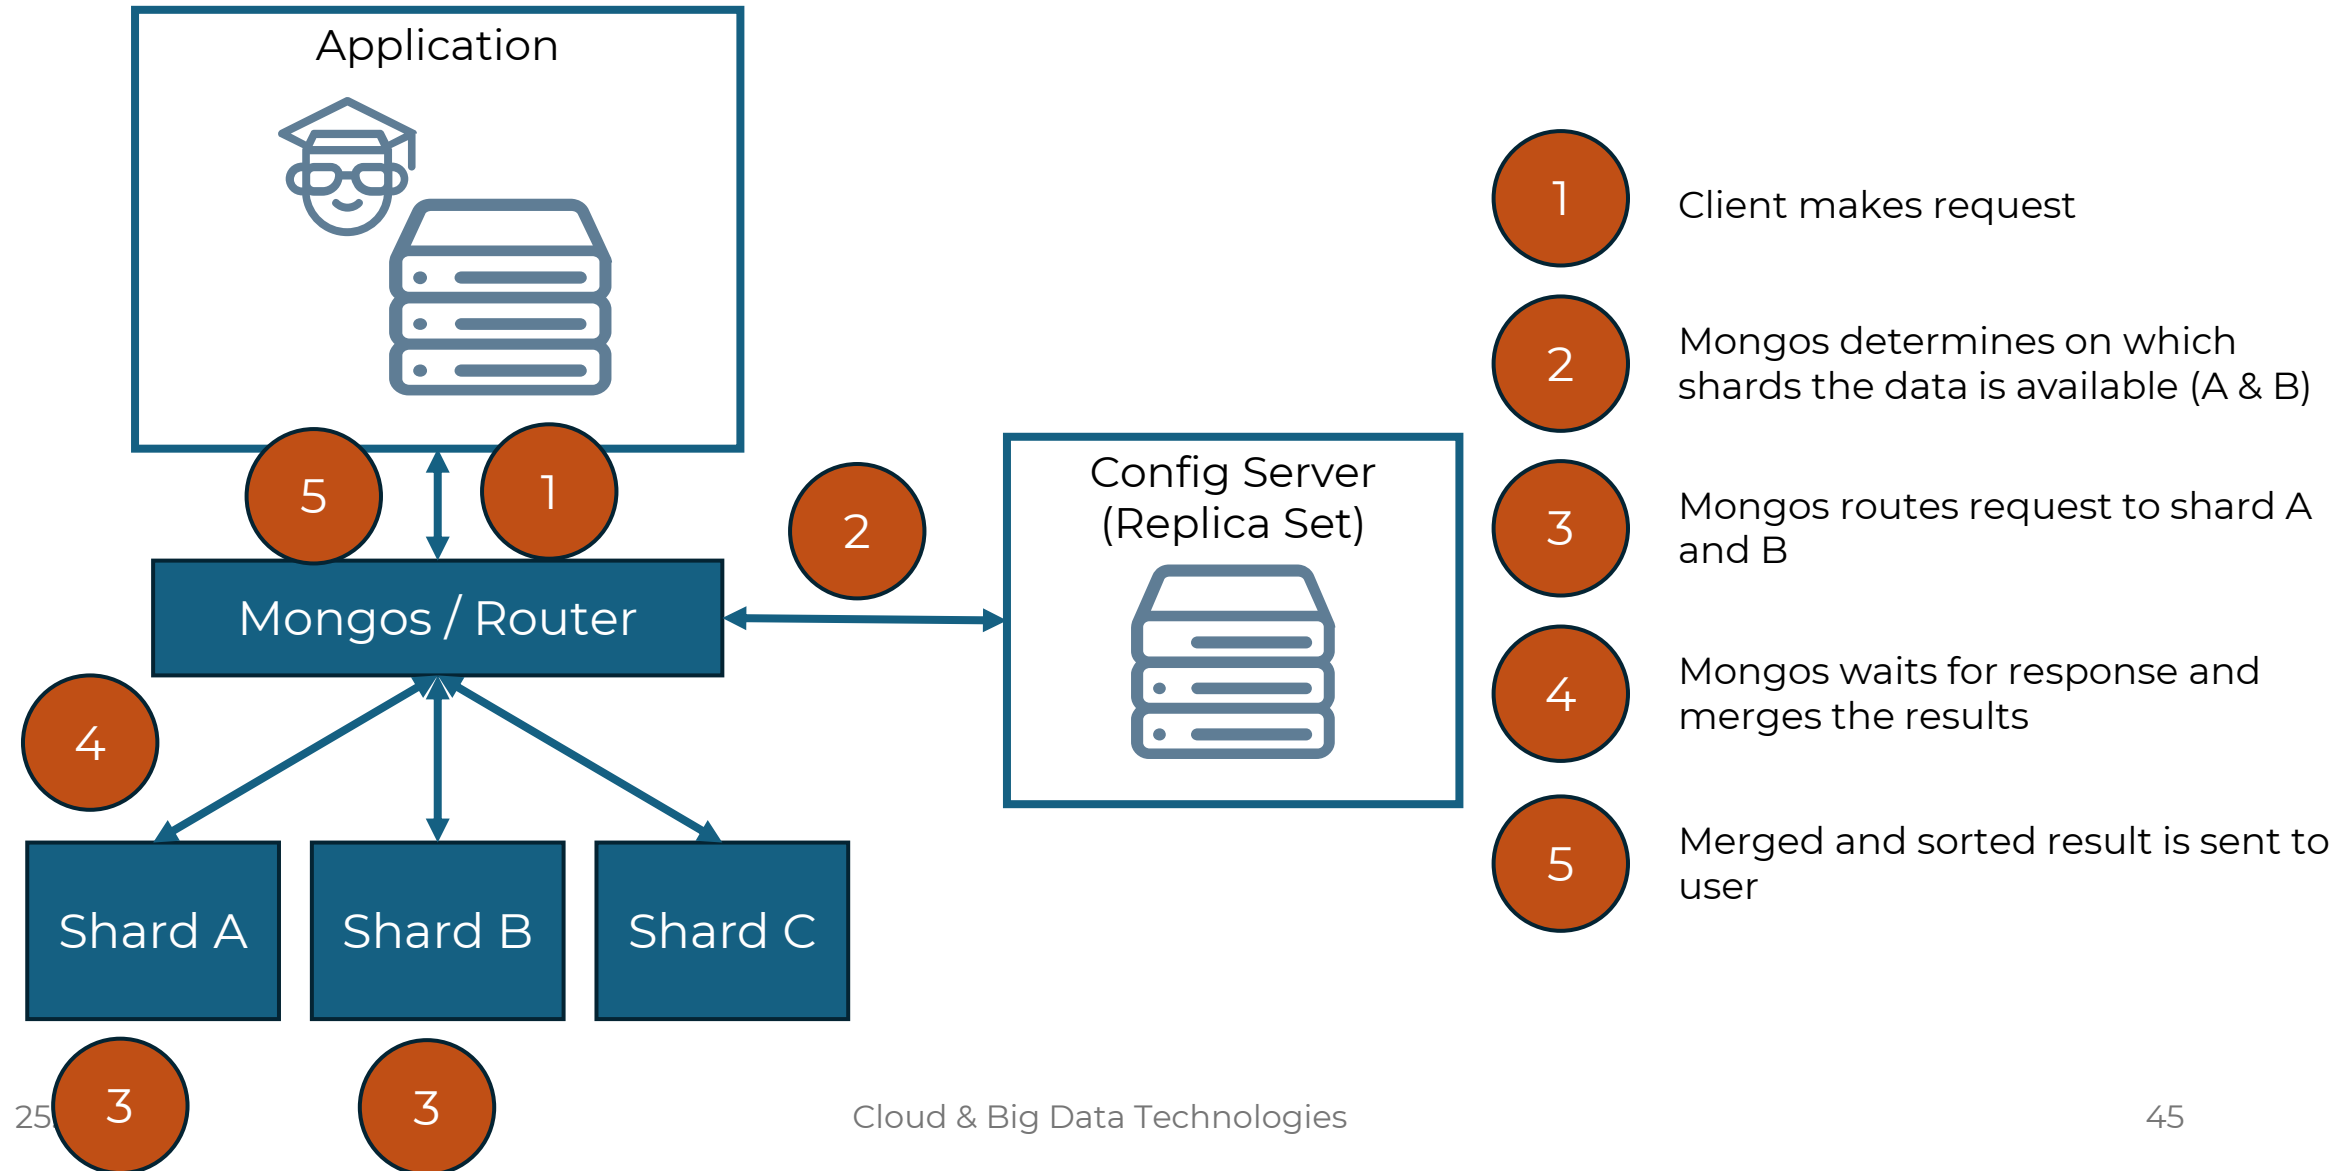 Application
5
1
Mongos / Router
2
Config Server
(Replica Set)
4
Shard A
Shard B
Shard C
3
3
1
Client makes request
2
Mongos determines on which
shards the data is available (A & B)
3
Mongos routes request to shard A
and B
4
Mongos waits for response and
merges the results
5
Merged and sorted result is sent to
user
25
Cloud & Big Data Technologies
45